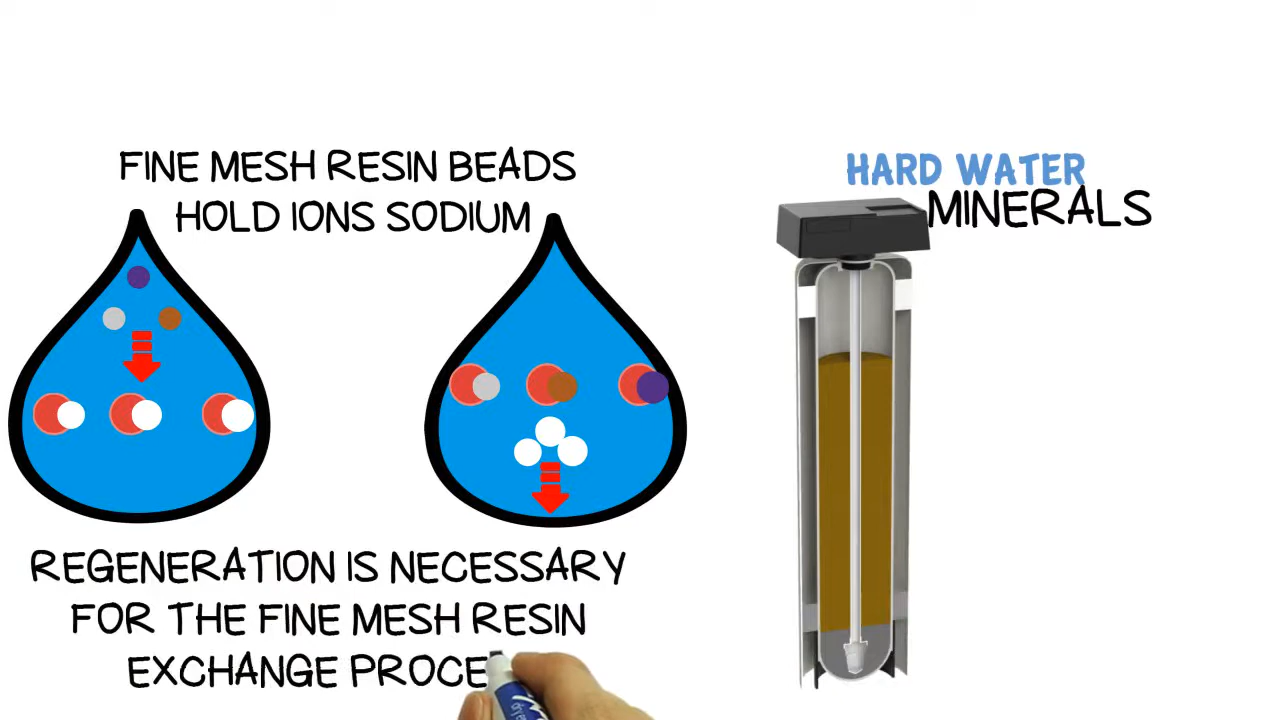 FINE MESH RESIN BEADS
HOLD IONS SODIUM
HARD WATER
MINERALS
REGENERATION IS NECESSARY
FOR THE FINE MESH RESIN
EXCHANGE PROCE